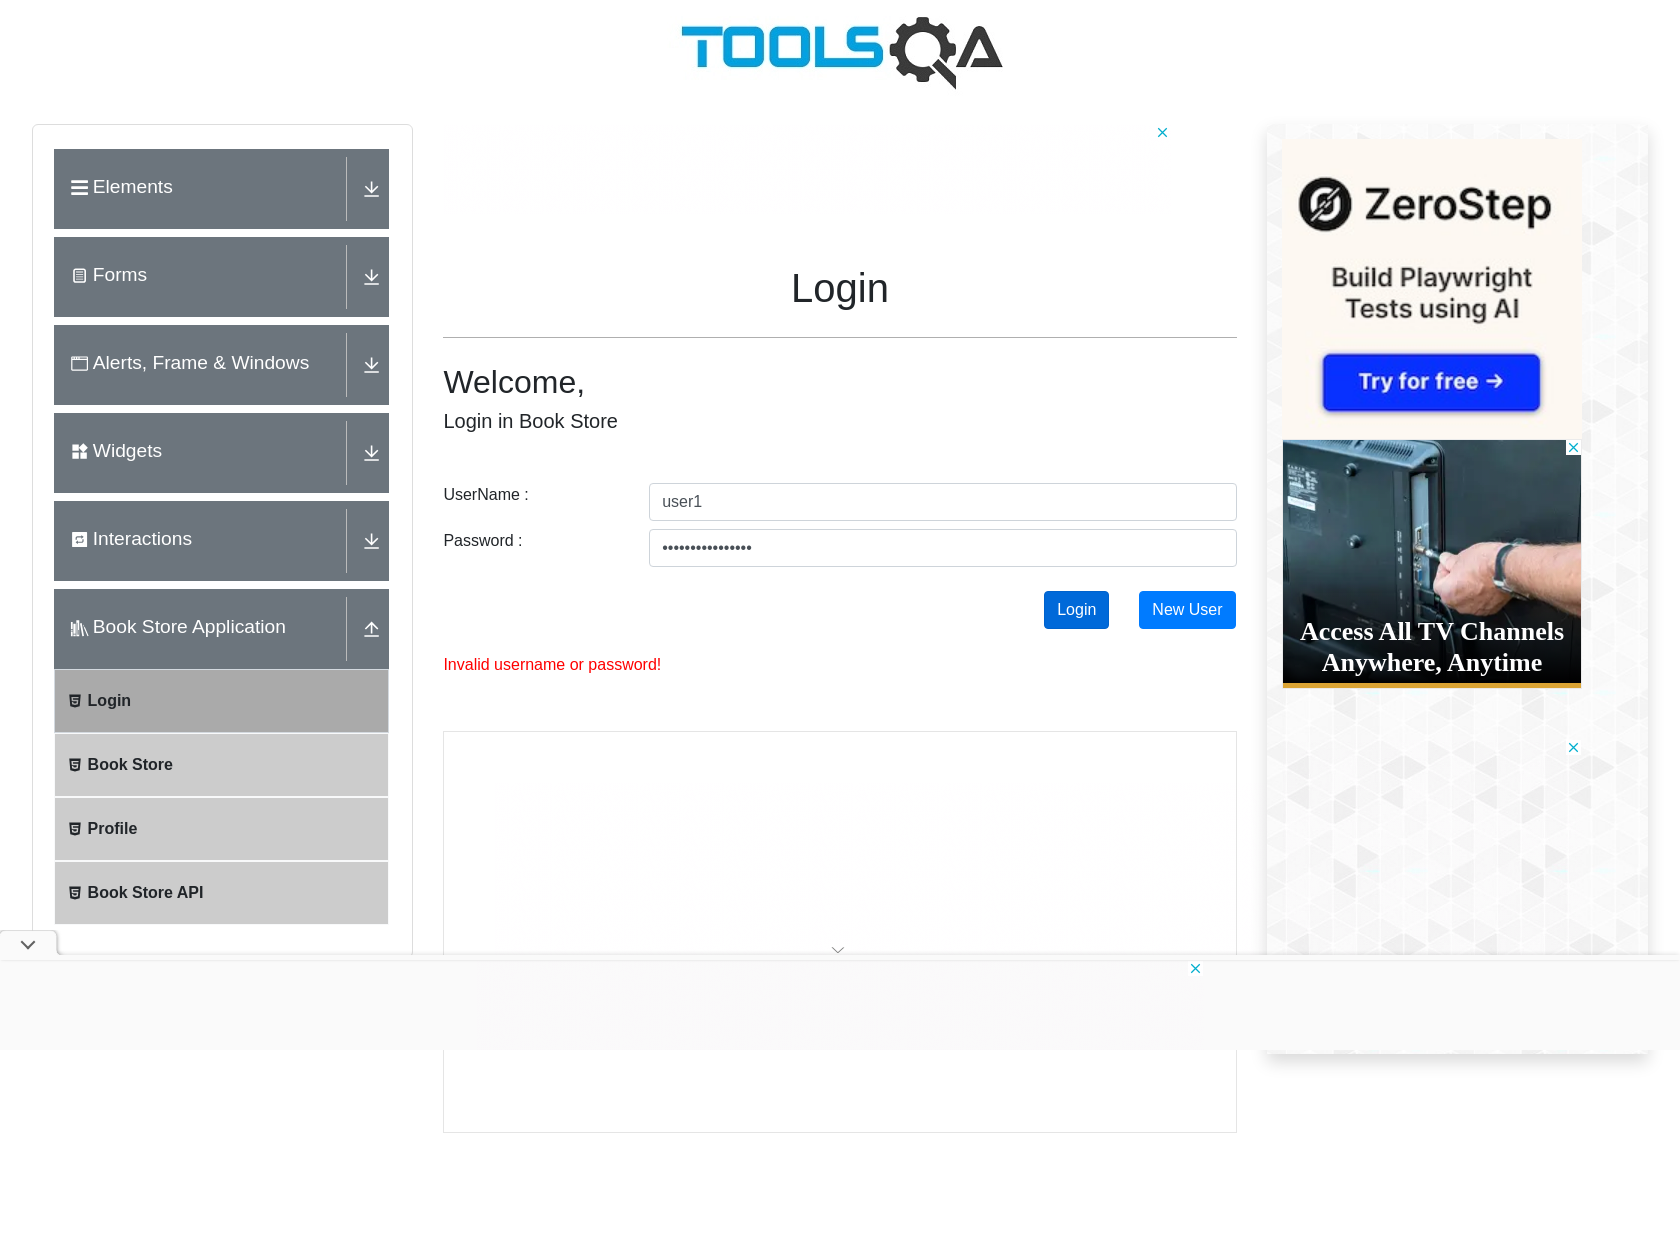 TOOLSQA
Elements
Forms
Alerts, Frame & Windows
Widgets
Interactions
Book Store Application
Login
Book Store
Profile
Book Store API
Login
Welcome,
Login in Book Store
UserName :
user1
Password :
••••••••••••••••
Login
New User
Invalid username or password!
ZeroStep
Build Playwright
Tests using AI
Try for free →
Access All TV Channels
Anywhere, Anytime